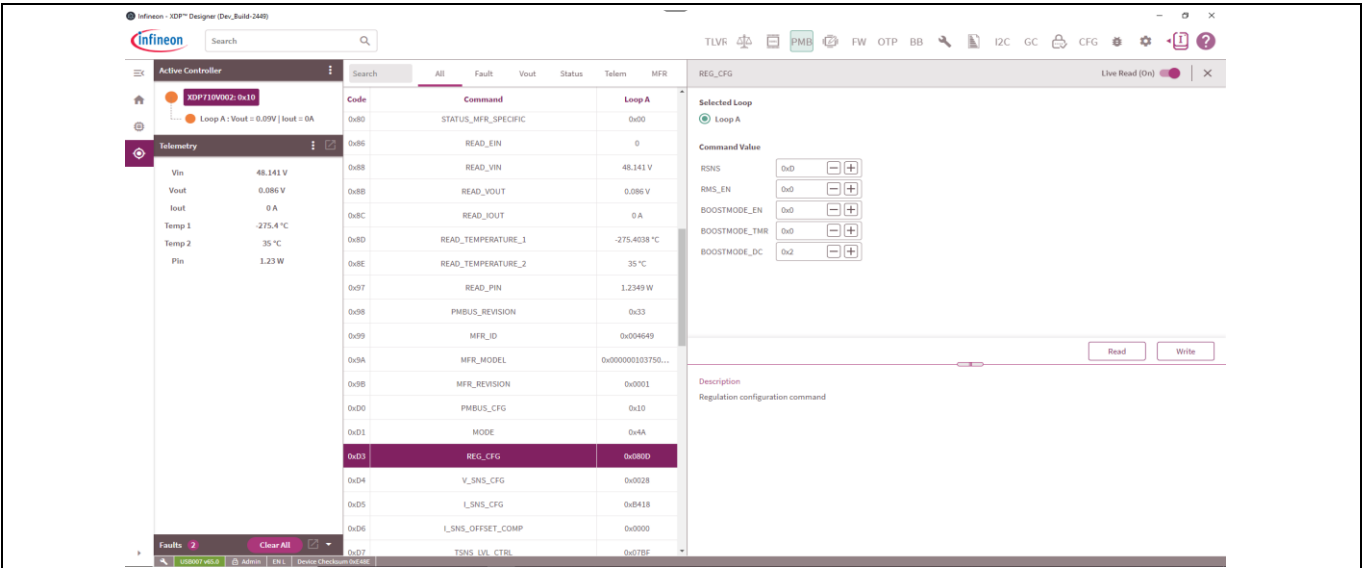 Infineon - XDP™ Designer (Dev_Build-2448)
infineon
Search
TLVR PMB FW OTP BB I2C GC CFG
Active Controller
XDP710V002: 0x10
Loop A : Vout = 0.09V | Iout = 0A
Telemetry
Vin 48.141 V
Vout 0.086 V
Iout 0 A
Temp 1 -275.4 °C
Temp 2 35 °C
Pin 1.23 W
Faults 2 Clear All
Search All Fault Vout Status Telem MFR
Code Command Loop A
0x80 STATUS_MFR_SPECIFIC 0x00
0x86 READ_EIN 0
0x88 READ_VIN 48.141 V
0x8B READ_VOUT 0.086 V
0x8C READ_IOUT 0 A
0x8D READ_TEMPERATURE_1 -275.4038 °C
0x8E READ_TEMPERATURE_2 35 °C
0x97 READ_PIN 1.2349 W
0x98 PMBUS_REVISION 0x33
0x99 MFR_ID 0x004649
0x9A MFR_MODEL 0x000000103750...
0x9B MFR_REVISION 0x0001
0xD0 PMBUS_CFG 0x10
0xD1 MODE 0x4A
0xD3 REG_CFG 0x080D
0xD4 V_SNS_CFG 0x0028
0xD5 I_SNS_CFG 0xB418
0xD6 I_SNS_OFFSET_COMP 0x0000
0xD7 TSNS_LVL_CTRL 0x07BF
REG_CFG Live Read (On)
Selected Loop
Loop A
Command Value
RSNS 0xD
RMS_EN 0x0
BOOSTMODE_EN 0x0
BOOSTMODE_TMR 0x0
BOOSTMODE_DC 0x2
Read Write
Description
Regulation configuration command
USB007 v65.0 Admin EN L Device Checksum 0xE48E